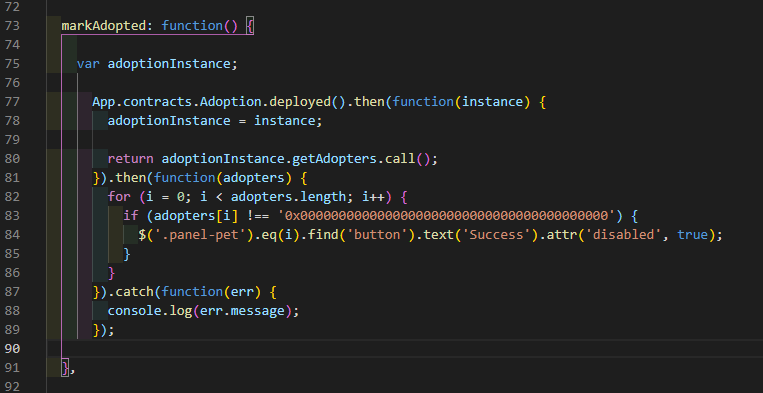 72
73 markAdopted: function() {
74
75 var adoptionInstance;
76
77 App.contracts.Adoption.deployed().then(function(instance) {
78 adoptionInstance = instance;
79
80 return adoptionInstance.getAdopters.call();
81 }).then(function(adopters) {
82 for (i = 0; i < adopters.length; i++) {
83 if (adopters[i] !== '0x0000000000000000000000000000000000000000') {
84 $('.panel-pet').eq(i).find('button').text('Success').attr('disabled', true);
85 }
86 }
87 }).catch(function(err) {
88 console.log(err.message);
89 });
90
91 },
92